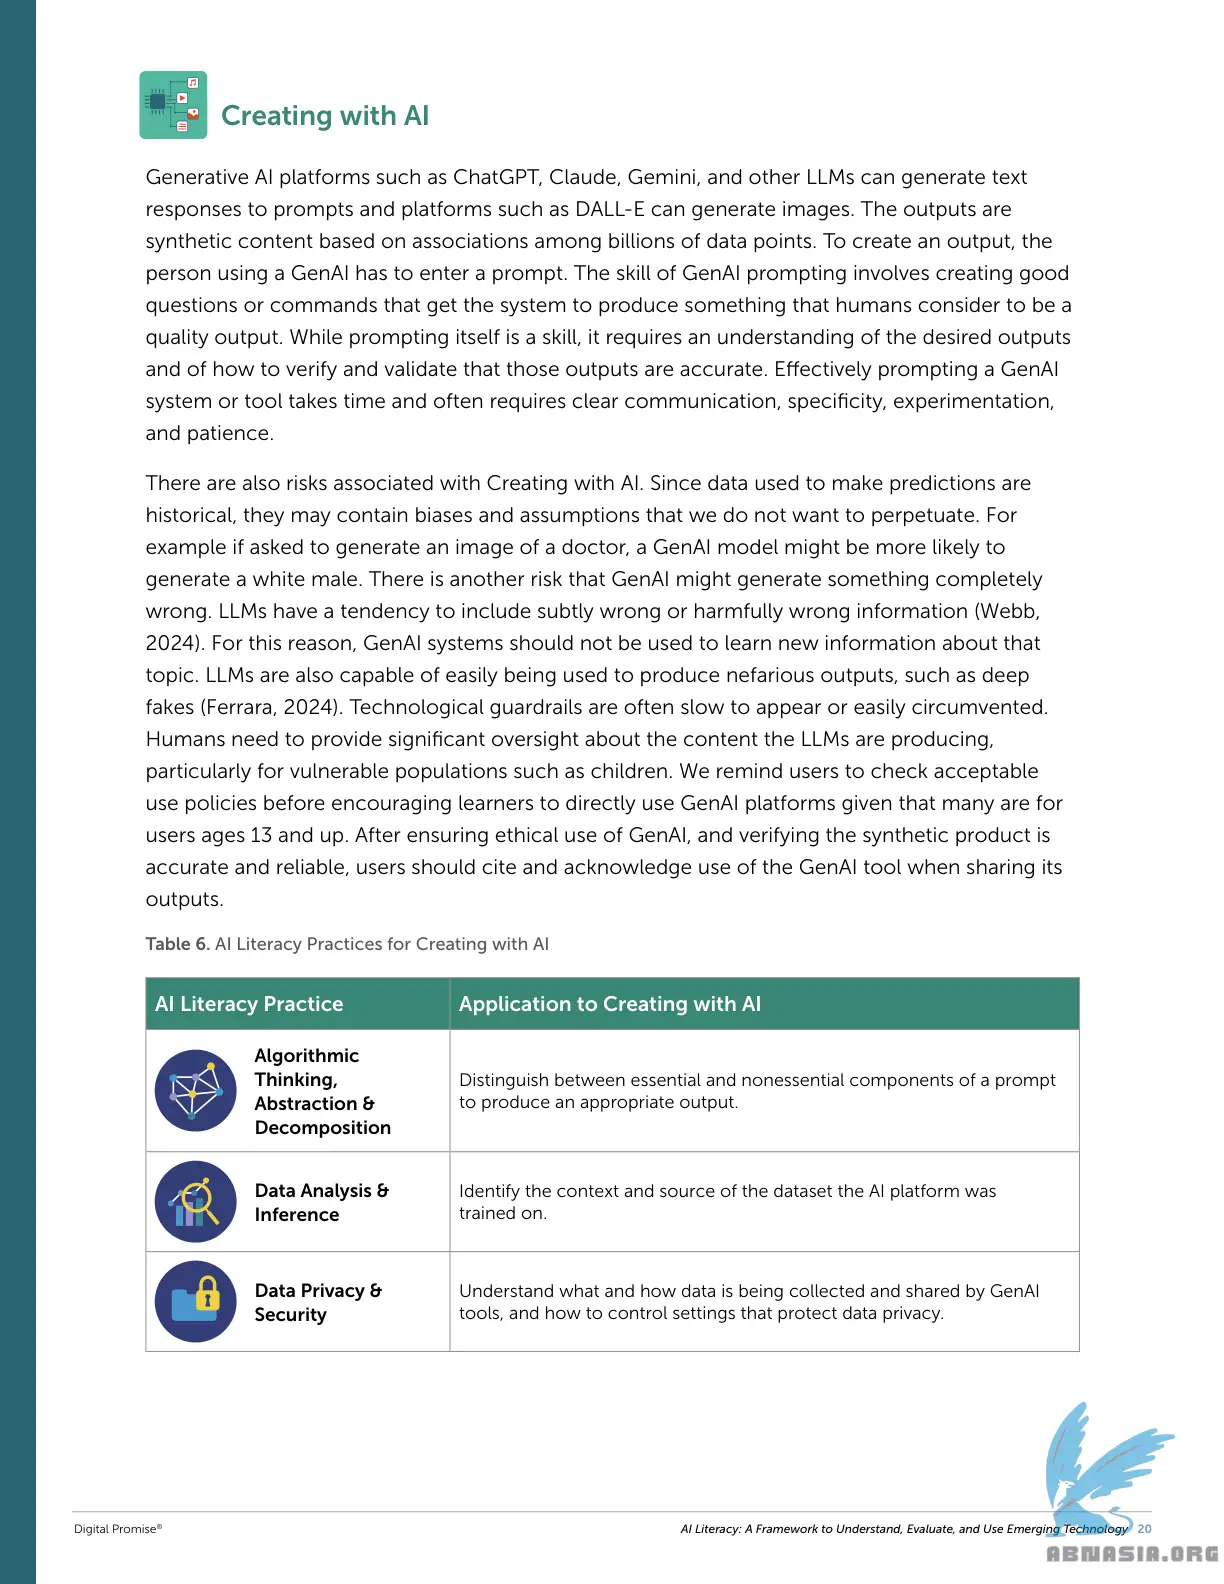 Creating with AI
Generative AI platforms such as ChatGPT, Claude, Gemini, and other LLMs can generate text
responses to prompts and platforms such as DALL-E can generate images. The outputs are
synthetic content based on associations among billions of data points. To create an output, the
person using a GenAI has to enter a prompt. The skill of GenAI prompting involves creating good
questions or commands that get the system to produce something that humans consider to be a
quality output. While prompting itself is a skill, it requires an understanding of the desired outputs
and of how to verify and validate that those outputs are accurate. Effectively prompting a GenAI
system or tool takes time and often requires clear communication, specificity, experimentation,
and patience.
There are also risks associated with Creating with AI. Since data used to make predictions are
historical, they may contain biases and assumptions that we do not want to perpetuate. For
example if asked to generate an image of a doctor, a GenAI model might be more likely to
generate a white male. There is another risk that GenAI might generate something completely
wrong. LLMs have a tendency to include subtly wrong or harmfully wrong information (Webb,
2024). For this reason, GenAI systems should not be used to learn new information about that
topic. LLMs are also capable of easily being used to produce nefarious outputs, such as deep
fakes (Ferrara, 2024). Technological guardrails are often slow to appear or easily circumvented.
Humans need to provide significant oversight about the content the LLMs are producing,
particularly for vulnerable populations such as children. We remind users to check acceptable
use policies before encouraging learners to directly use GenAI platforms given that many are for
users ages 13 and up. After ensuring ethical use of GenAI, and verifying the synthetic product is
accurate and reliable, users should cite and acknowledge use of the GenAI tool when sharing its
outputs.
Table 6. AI Literacy Practices for Creating with AI
AI Literacy Practice
Application to Creating with AI
Algorithmic
Thinking,
Abstraction &
Decomposition
Distinguish between essential and nonessential components of a prompt
to produce an appropriate output.
Data Analysis &
Inference
Identify the context and source of the dataset the AI platform was
trained on.
Data Privacy &
Security
Understand what and how data is being collected and shared by GenAI
tools, and how to control settings that protect data privacy.
Digital Promise®
AI Literacy: A Framework to Understand, Evaluate, and Use Emerging Technology 20
ABNASIA.ORG